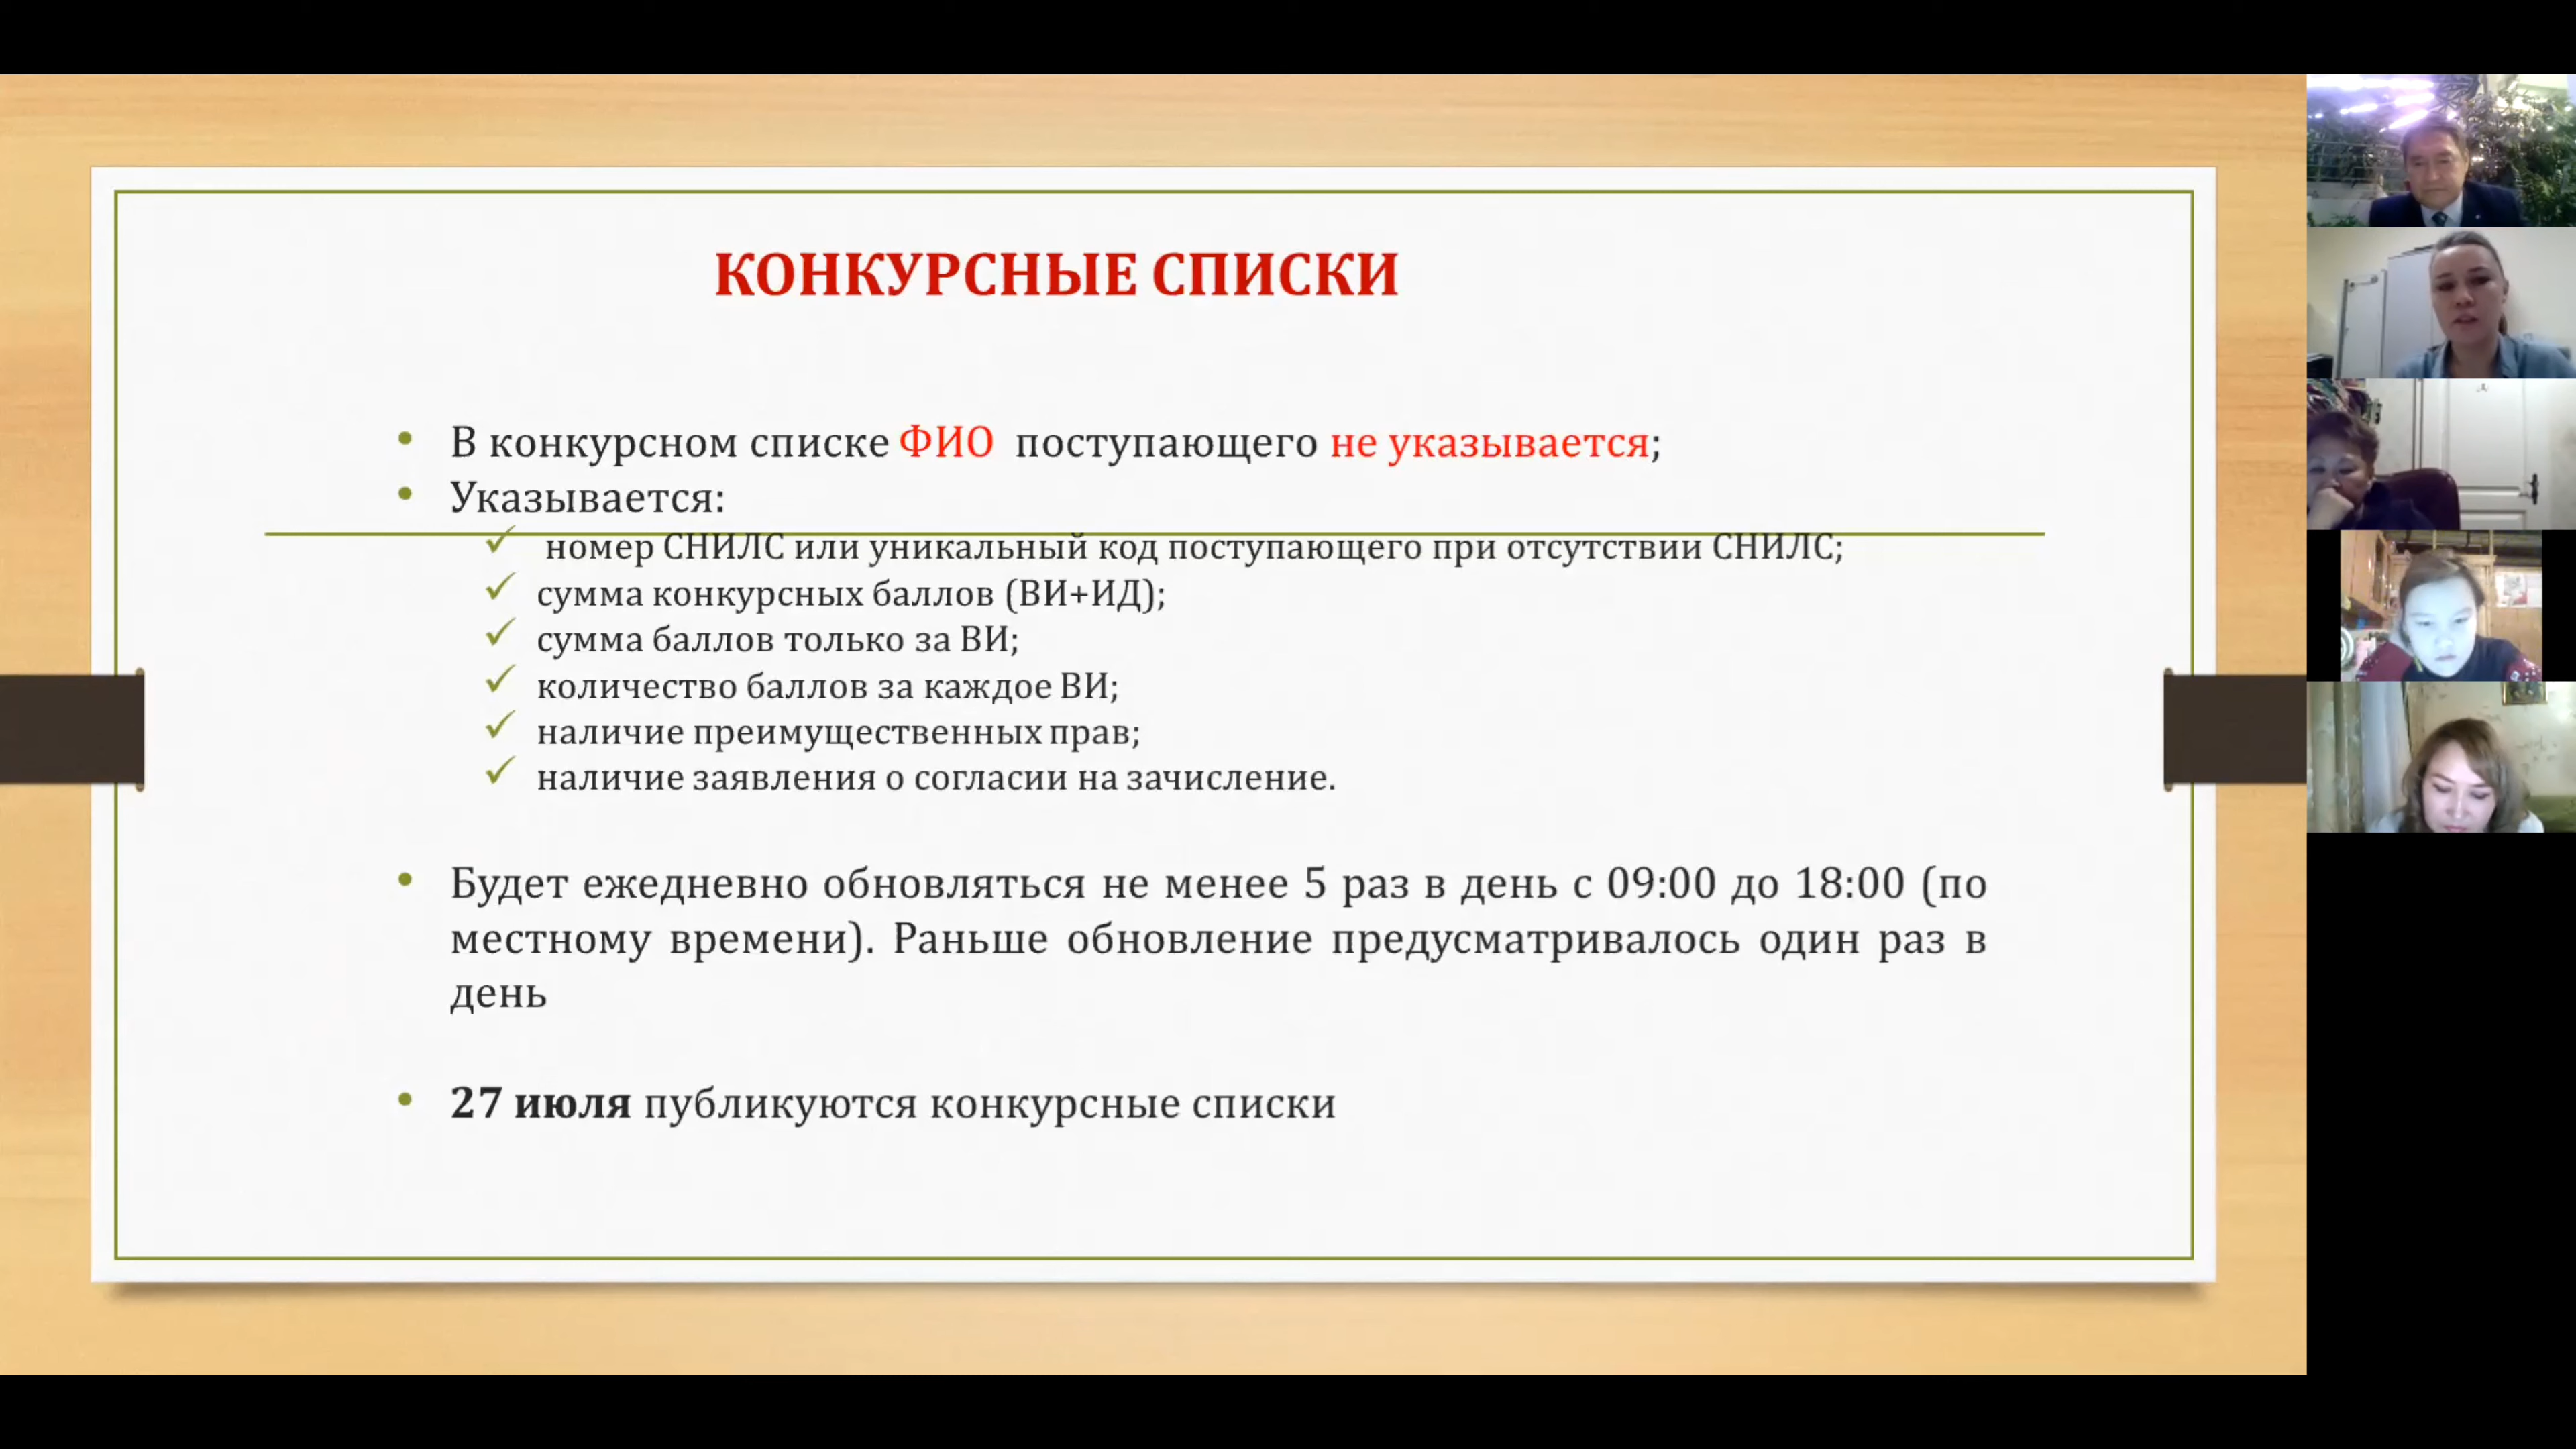 КОНКУРСНЫЕ СПИСКИ
• В конкурсном списке ФИО поступающего не указывается;
• Указывается:
✓ номер СНИЛС или уникальный код поступающего при отсутствии СНИЛС;
✓ сумма конкурсных баллов (ВИ+ИД);
✓ сумма баллов только за ВИ;
✓ количество баллов за каждое ВИ;
✓ наличие преимущественных прав;
✓ наличие заявления о согласии на зачисление.
• Будет ежедневно обновляться не менее 5 раз в день с 09:00 до 18:00 (по
местному времени). Раньше обновление предусматривалось один раз в
день
• 27 июля публикуются конкурсные списки